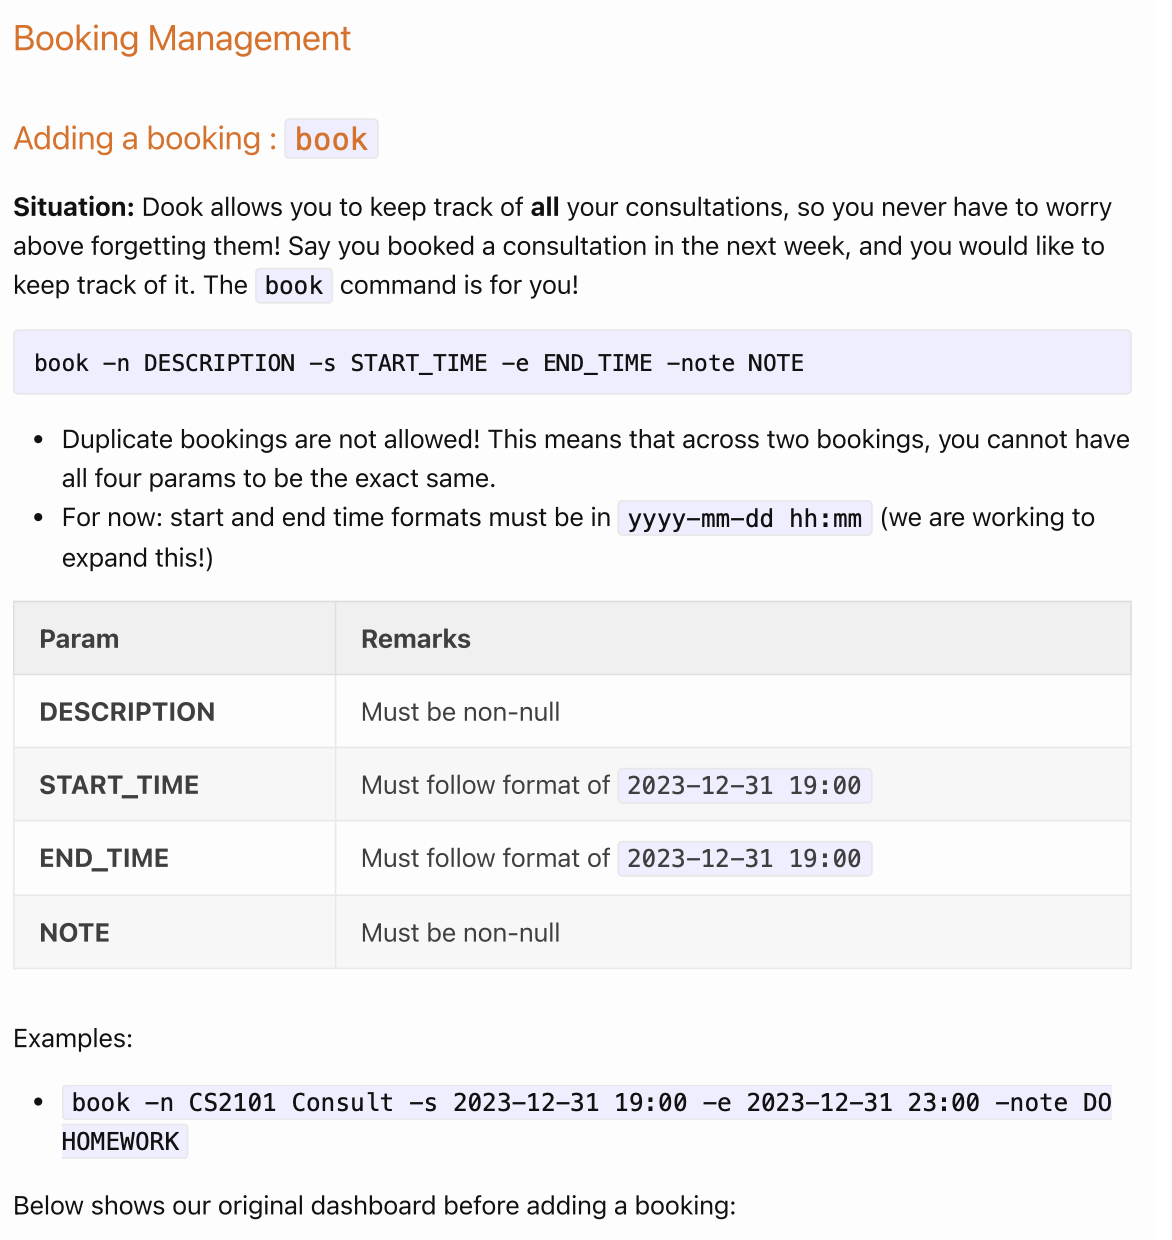 Booking Management
Adding a booking : book
Situation: Dook allows you to keep track of all your consultations, so you never have to worry
above forgetting them! Say you booked a consultation in the next week, and you would like to
keep track of it. The book command is for you!
book -n DESCRIPTION -s START_TIME -e END_TIME -note NOTE
• Duplicate bookings are not allowed! This means that across two bookings, you cannot have
all four params to be the exact same.
• For now: start and end time formats must be in yyyy-mm-dd hh:mm (we are working to
expand this!)
Param Remarks
DESCRIPTION Must be non-null
START_TIME Must follow format of 2023-12-31 19:00
END_TIME Must follow format of 2023-12-31 19:00
NOTE Must be non-null
Examples:
• book -n CS2101 Consult -s 2023-12-31 19:00 -e 2023-12-31 23:00 -note DO
HOMEWORK
Below shows our original dashboard before adding a booking: